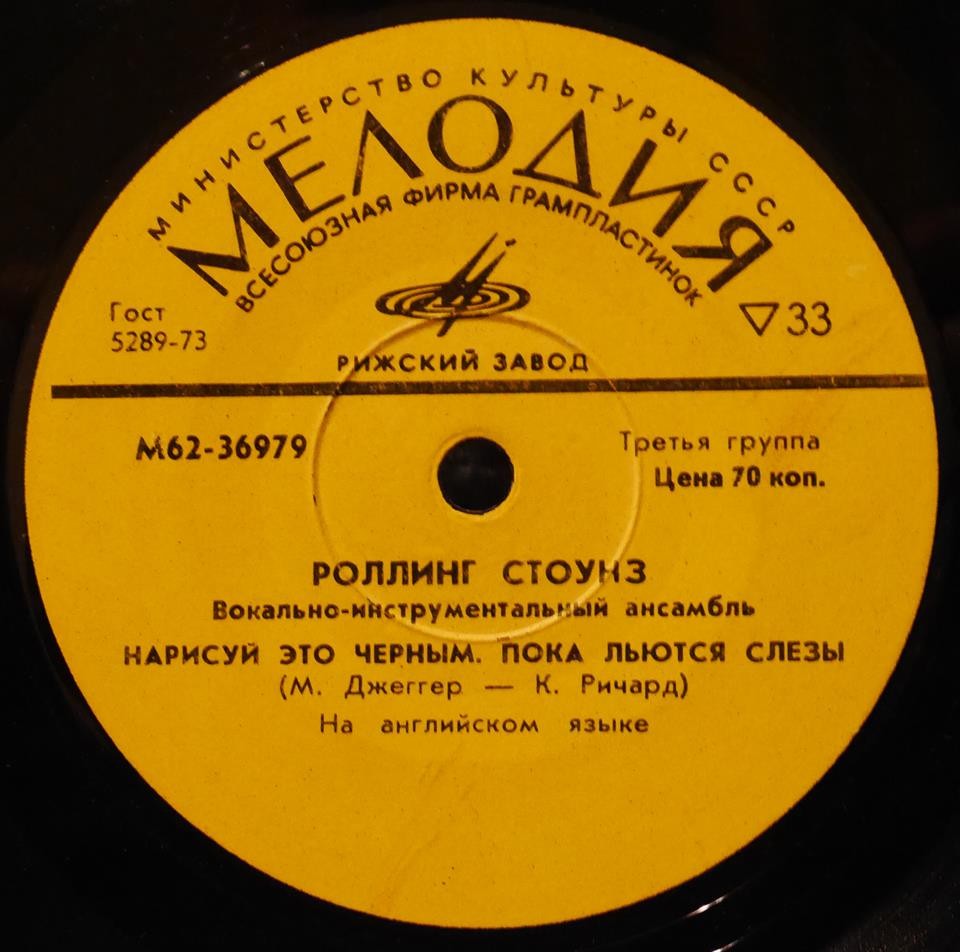 МИНИСТЕРСТВО КУЛЬТУРЫ СССР
МЕЛОДИЯ
ВСЕСОЮЗНАЯ ФИРМА ГРАМПЛАСТИНОК
Гост
5289-73
▽33
РИЖСКИЙ ЗАВОД
М62-36979
Третья группа
Цена 70 коп.
РОЛЛИНГ СТОУНЗ
Вокально-инструментальный ансамбль
НАРИСУЙ ЭТО ЧЕРНЫМ. ПОКА ЛЬЮТСЯ СЛЕЗЫ
(М. Джеггер — К. Ричард)
На английском языке